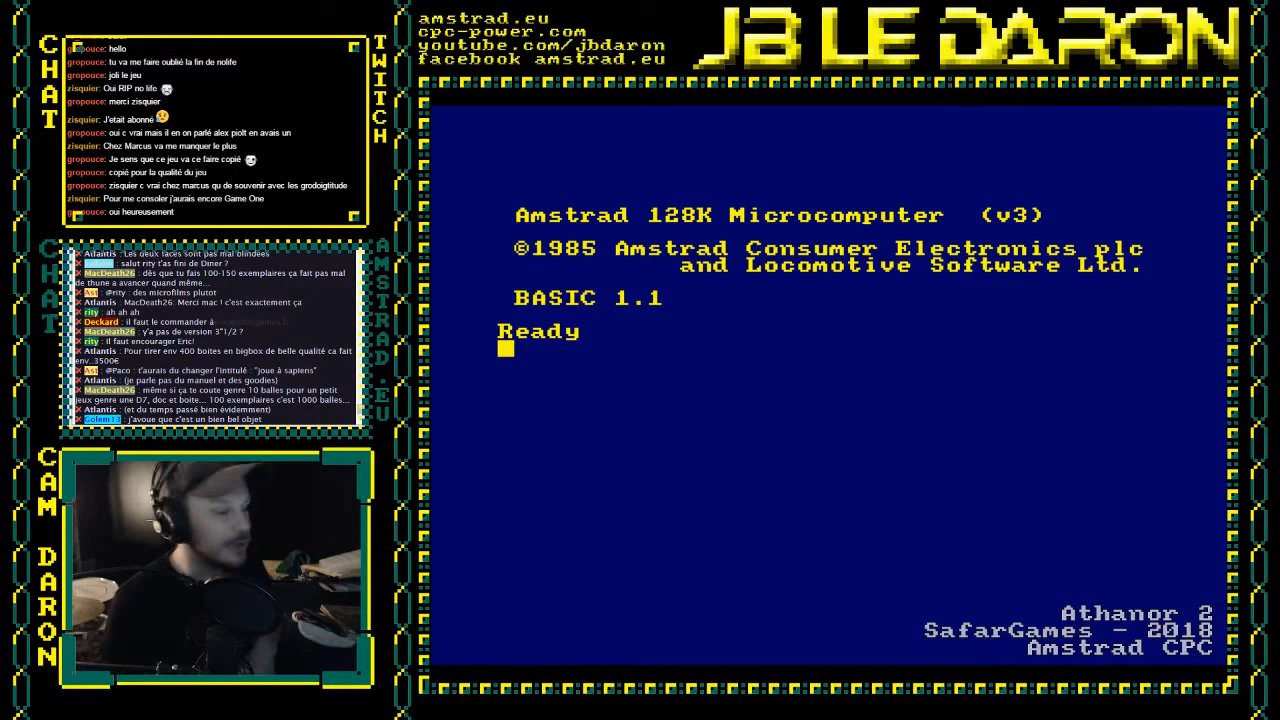 amstrad.eu
cpc-power.com
youtube.com/jbdaron
facebook amstrad.eu
JB LE DARON
CHAT
TWITCH
gropouce: hello
gropouce: tu va me faire oublié la fin de nolife
gropouce: joli le jeu
zisquier: Oui RIP no life
gropouce: merci zisquier
zisquier: J'etait abonné
gropouce: oui c vrai mais il en on parlé alex piolt en avais un
zisquier: Chez Marcus va me manquer le plus
gropouce: Je sens que ce jeu va ce faire copié
gropouce: copié pour la qualité du jeu
gropouce: zisquier c vrai chez marcus qu de souvenir avec les grodoigtitude
zisquier: Pour me consoler j'aurais encore Game One
gropouce: oui heureusement
CHAT
AMSTRAD.EU
Atlantis : Les deux faces sont pas mal blindées
: salut rity t'as fini de Diner ?
MacDeath26 : dès que tu fais 100-150 exemplaires ça fait pas mal
de thune a avancer quand même...
Ast : @rity : des microfilms plutot
Atlantis : MacDeath26: Merci mac ! c'est exactement ça
rity : ah ah ah
Deckard : il faut le commander à
MacDeath26 : y'a pas de version 3"1/2 ?
rity : Il faut encourager Eric!
Atlantis : Pour tirer env 400 boites en bigbox de belle qualité ca fait
env..3500€
Ast : @Paco : t'aurais du changer l'intitulé : "joue à sapiens"
Atlantis : (je parle pas du manuel et des goodies)
MacDeath26 : même si ça te coute genre 10 balles pour un petit
jeux genre une D7, doc et boite... 100 exemplaires c'est 1000 balles...
Atlantis : (et du temps passé bien évidemment)
Golem13 : j'avoue que c'est un bien bel objet
CAM DARON
Amstrad 128K Microcomputer (v3)
©1985 Amstrad Consumer Electronics plc
and Locomotive Software Ltd.
BASIC 1.1
Ready
Athanor 2
SafarGames - 2018
Amstrad CPC